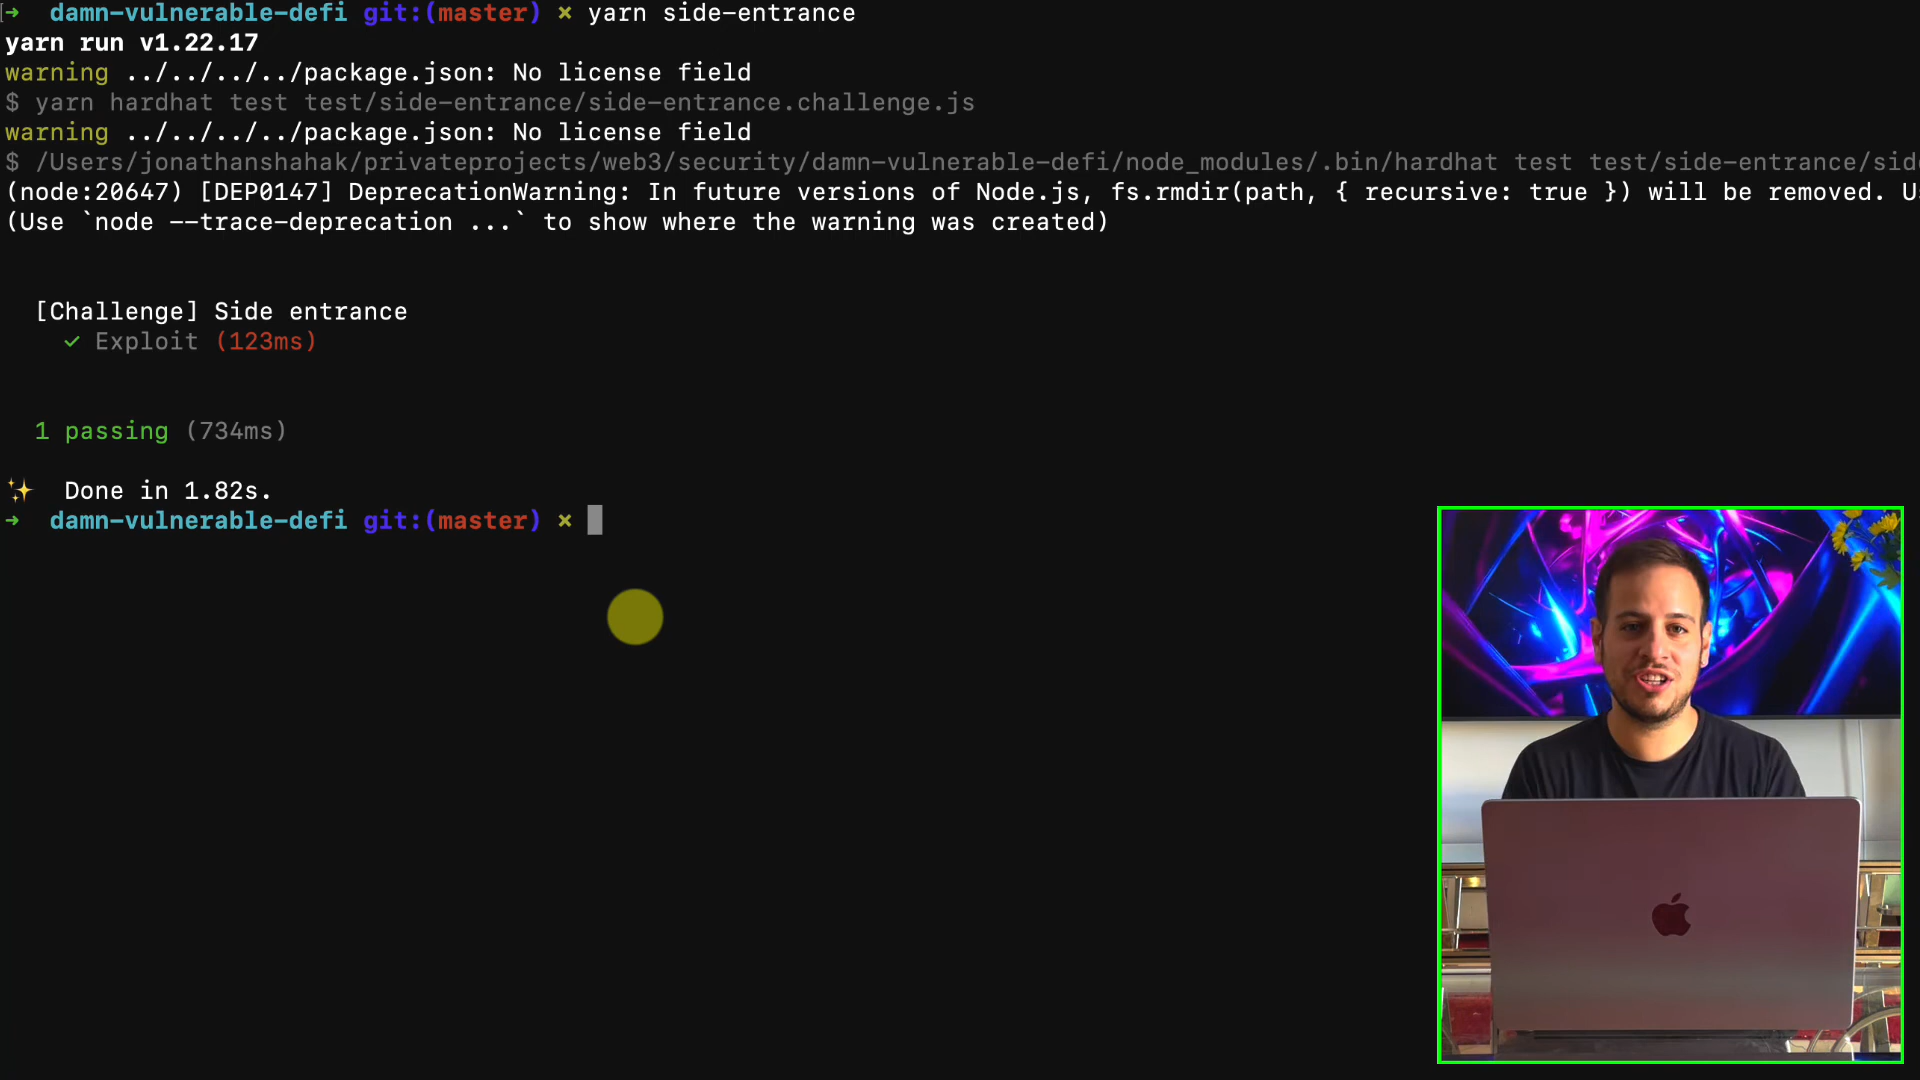 ➜ damn-vulnerable-defi git:(master) × yarn side-entrance
yarn run v1.22.17
warning ../../../../package.json: No license field
$ yarn hardhat test test/side-entrance/side-entrance.challenge.js
warning ../../../../package.json: No license field
$ /Users/jonathanshahak/privateprojects/web3/security/damn-vulnerable-defi/node_modules/.bin/hardhat test test/side-entrance/sid
(node:20647) [DEP0147] DeprecationWarning: In future versions of Node.js, fs.rmdir(path, { recursive: true }) will be removed. U
(Use `node --trace-deprecation ...` to show where the warning was created)
[Challenge] Side entrance
✓ Exploit (123ms)
1 passing (734ms)
✨ Done in 1.82s.
➜ damn-vulnerable-defi git:(master) ×